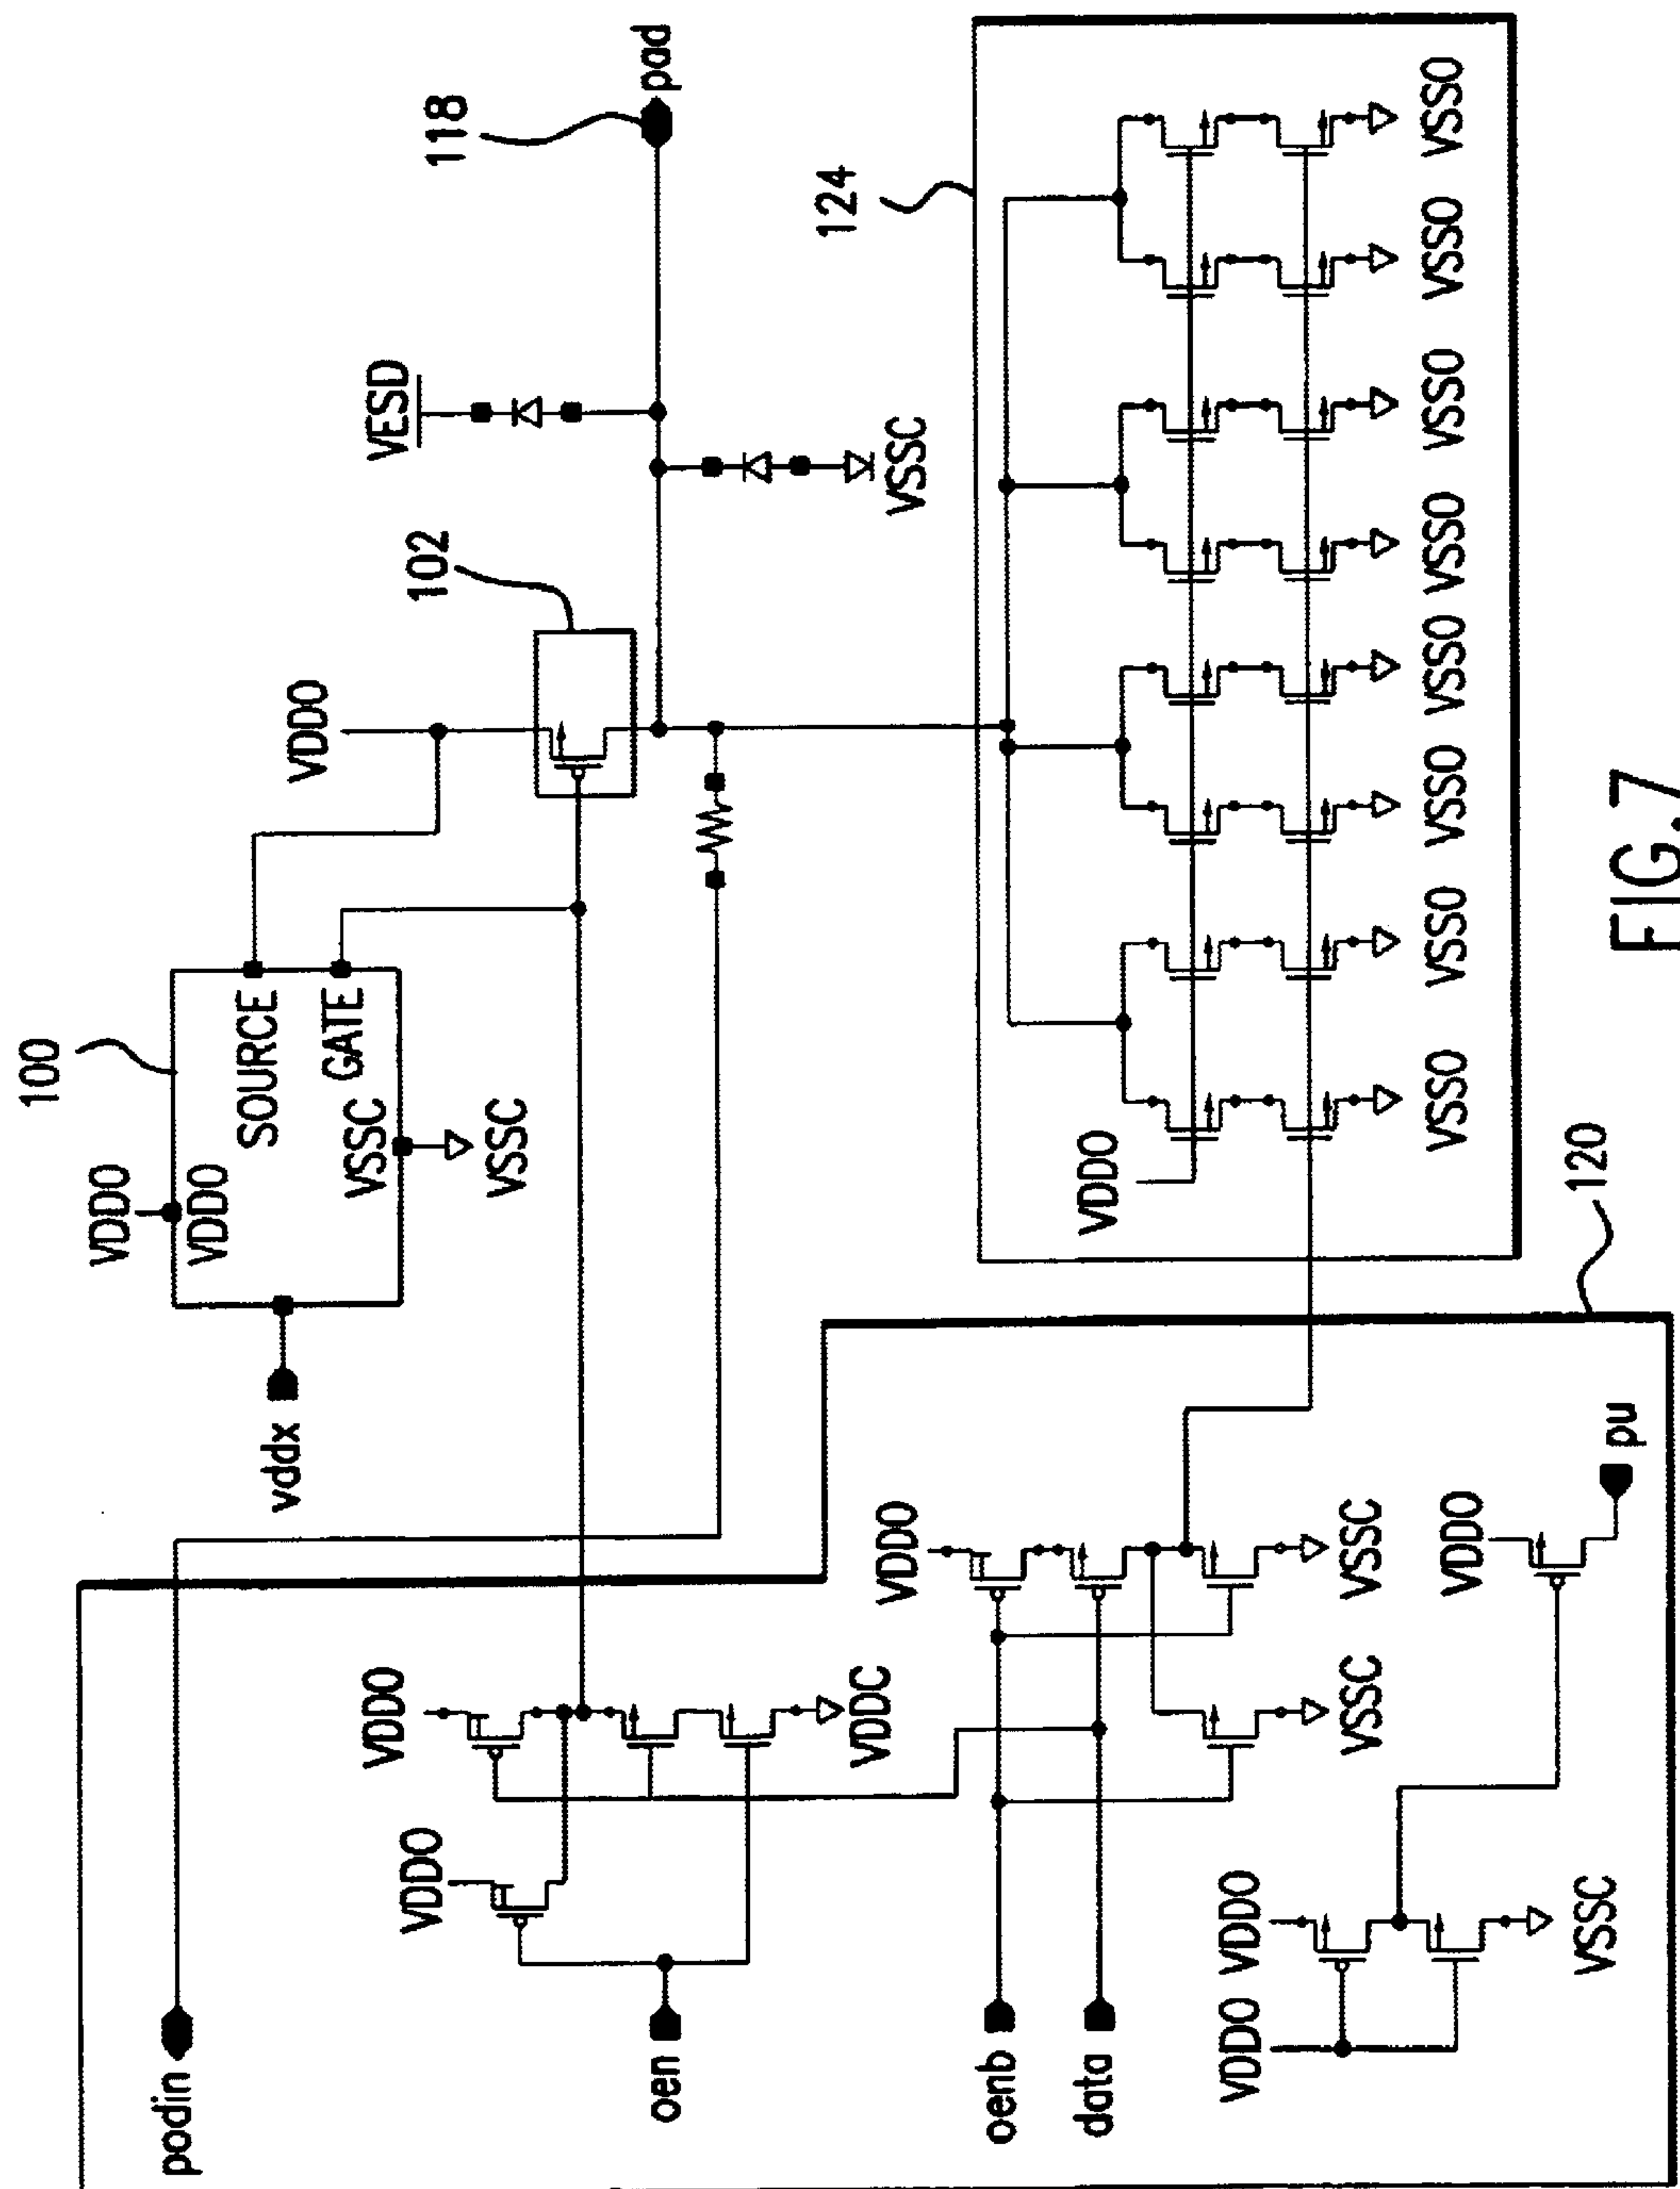 100
VDDO
VDDO
SOURCE
GATE
VSSC
VSSC
vddx
VDDO
102
VESD
VSSC
118
pad
podin
VDDO
VDDO
VDDC
oen
oenb
data
VDDO
VSSC
VSSC
VDDO
pu
VDDO
VDDO
VSSC
120
124
VDDO
VSSO
VSSO
VSSO
VSSO
VSSO
VSSO
VSSO
VSSO
FIG.7